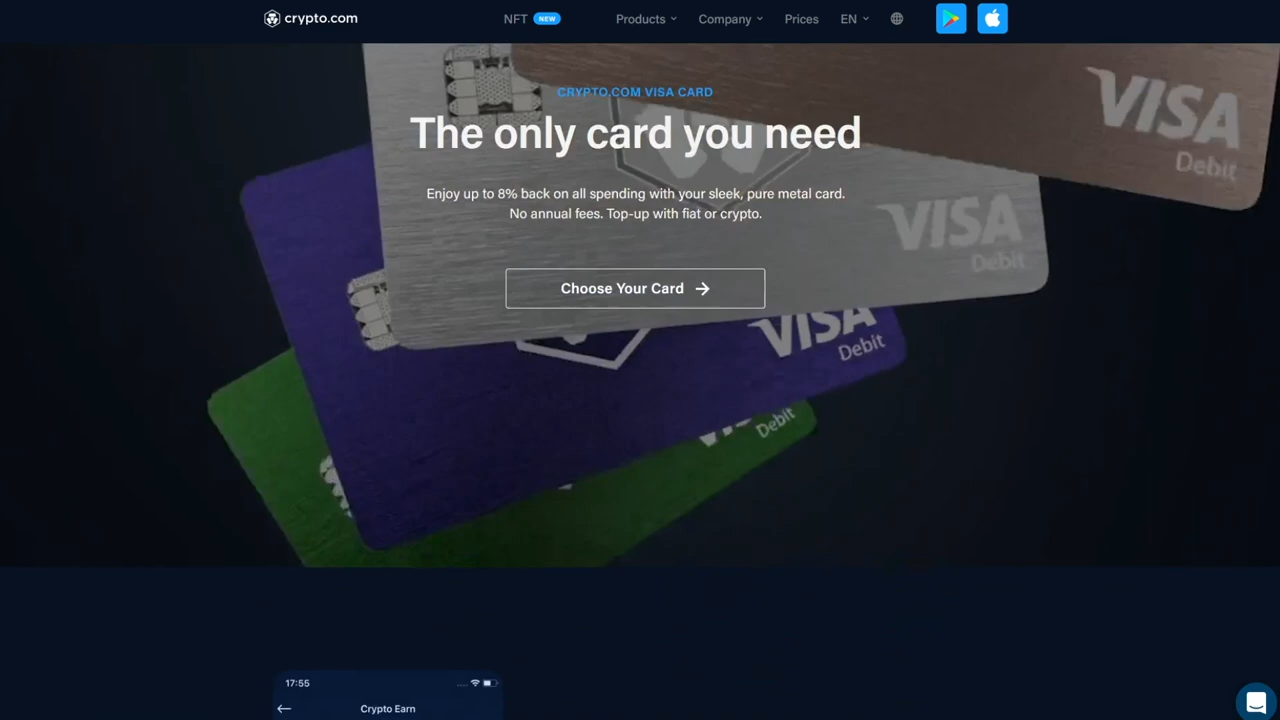 crypto.com
NFT NEW Products Company Prices EN
CRYPTO.COM VISA CARD
The only card you need
Enjoy up to 8% back on all spending with your sleek, pure metal card.
No annual fees. Top-up with fiat or crypto.
Choose Your Card
VISA
Debit
VISA
Debit
VISA
Debit
Debit
17:55
Crypto Earn